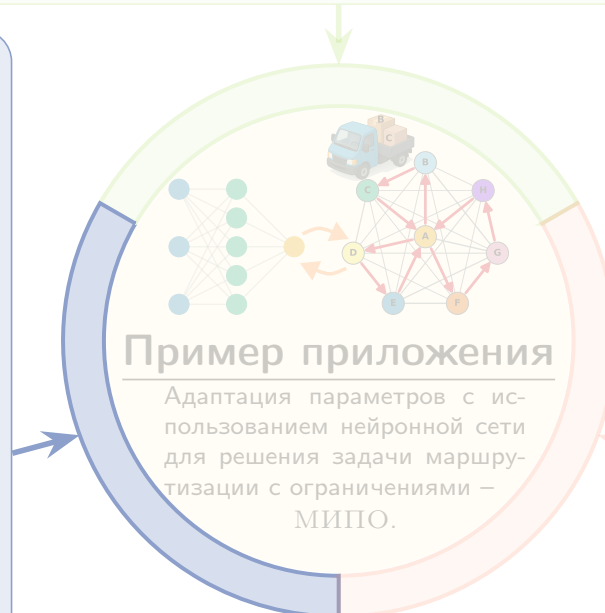 B
C
B
C
H
A
D
G
E
F
Пример приложения
Адаптация параметров с ис-
пользованием нейронной сети
для решения задачи маршру-
тизации с ограничениями –
МИПО.